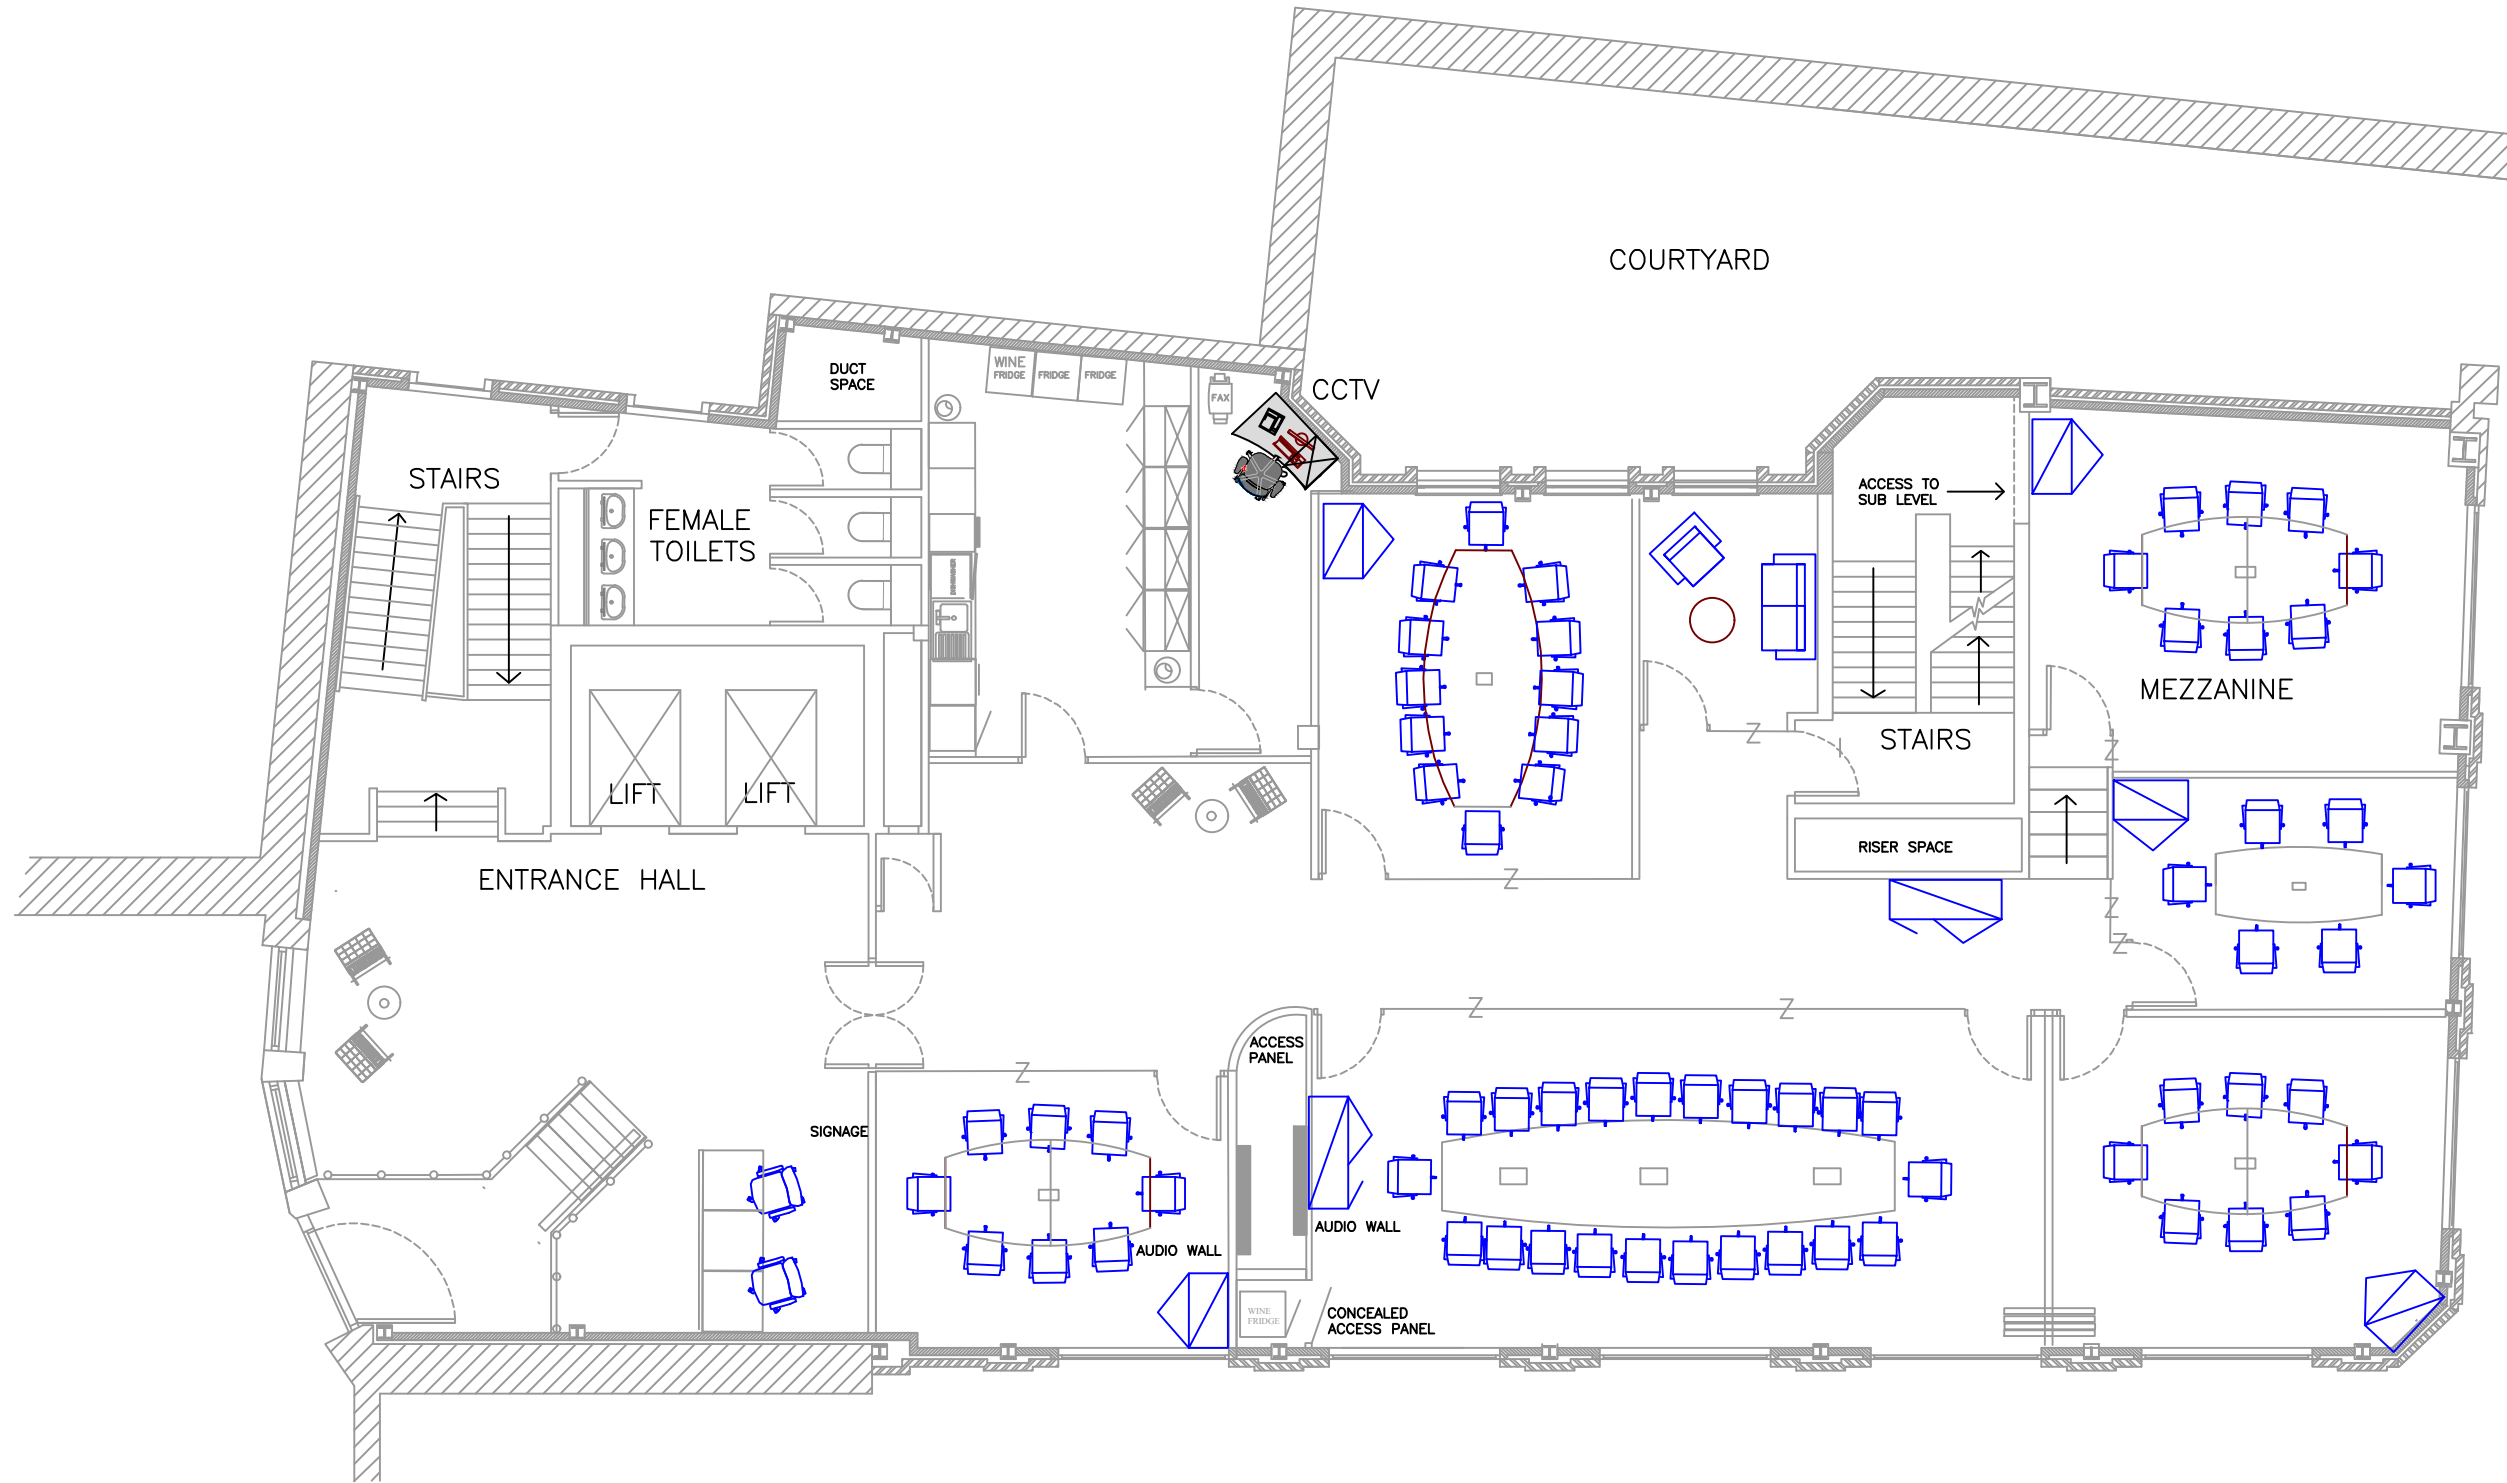 COURTYARD
WINE
FRIDGE
FRIDGE
FRIDGE
DUCT
SPACE
FAX
CCTV
STAIRS
ACCESS TO
SUB LEVEL
FEMALE
TOILETS
DISHWASHER
MEZZANINE
STAIRS
Z
Z
LIFT
LIFT
RISER SPACE
ENTRANCE HALL
Z
Z
Z
Z
Z
ACCESS
PANEL
Z
SIGNAGE
AUDIO WALL
AUDIO WALL
WINE
FRIDGE
CONCEALED
ACCESS PANEL